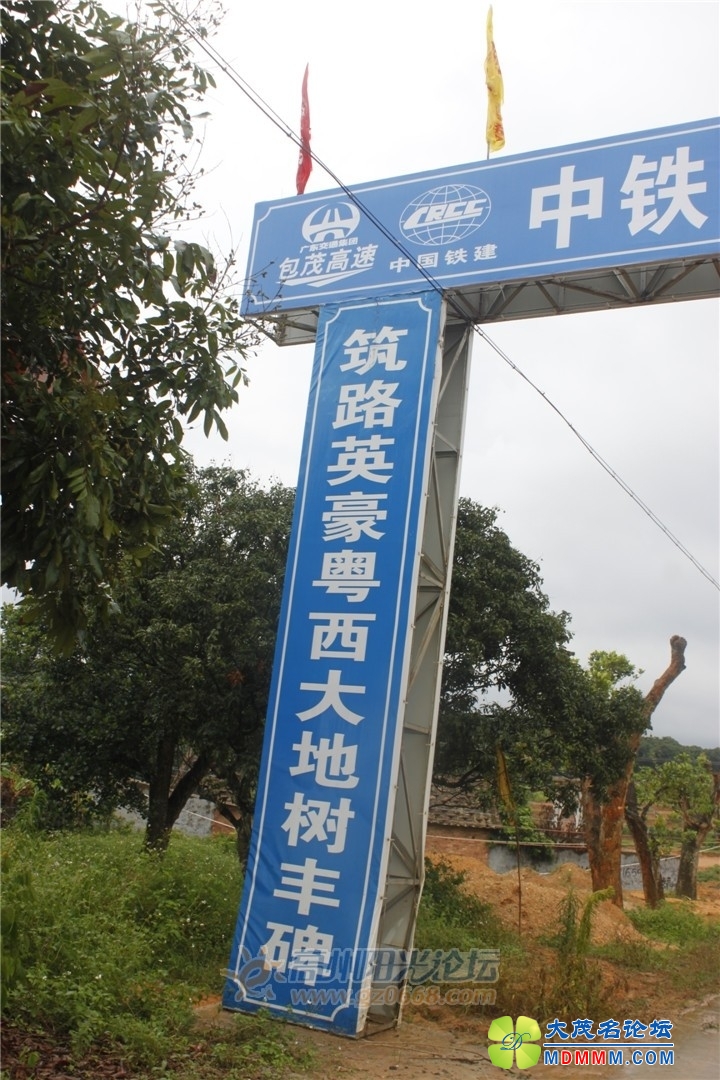 广东交通集团
包茂高速
CRCC
中国铁建
中铁
筑路英豪粤西大地树丰碑
阳光论坛
www.gz0668.com
大茂名论坛
MDMMM.COM